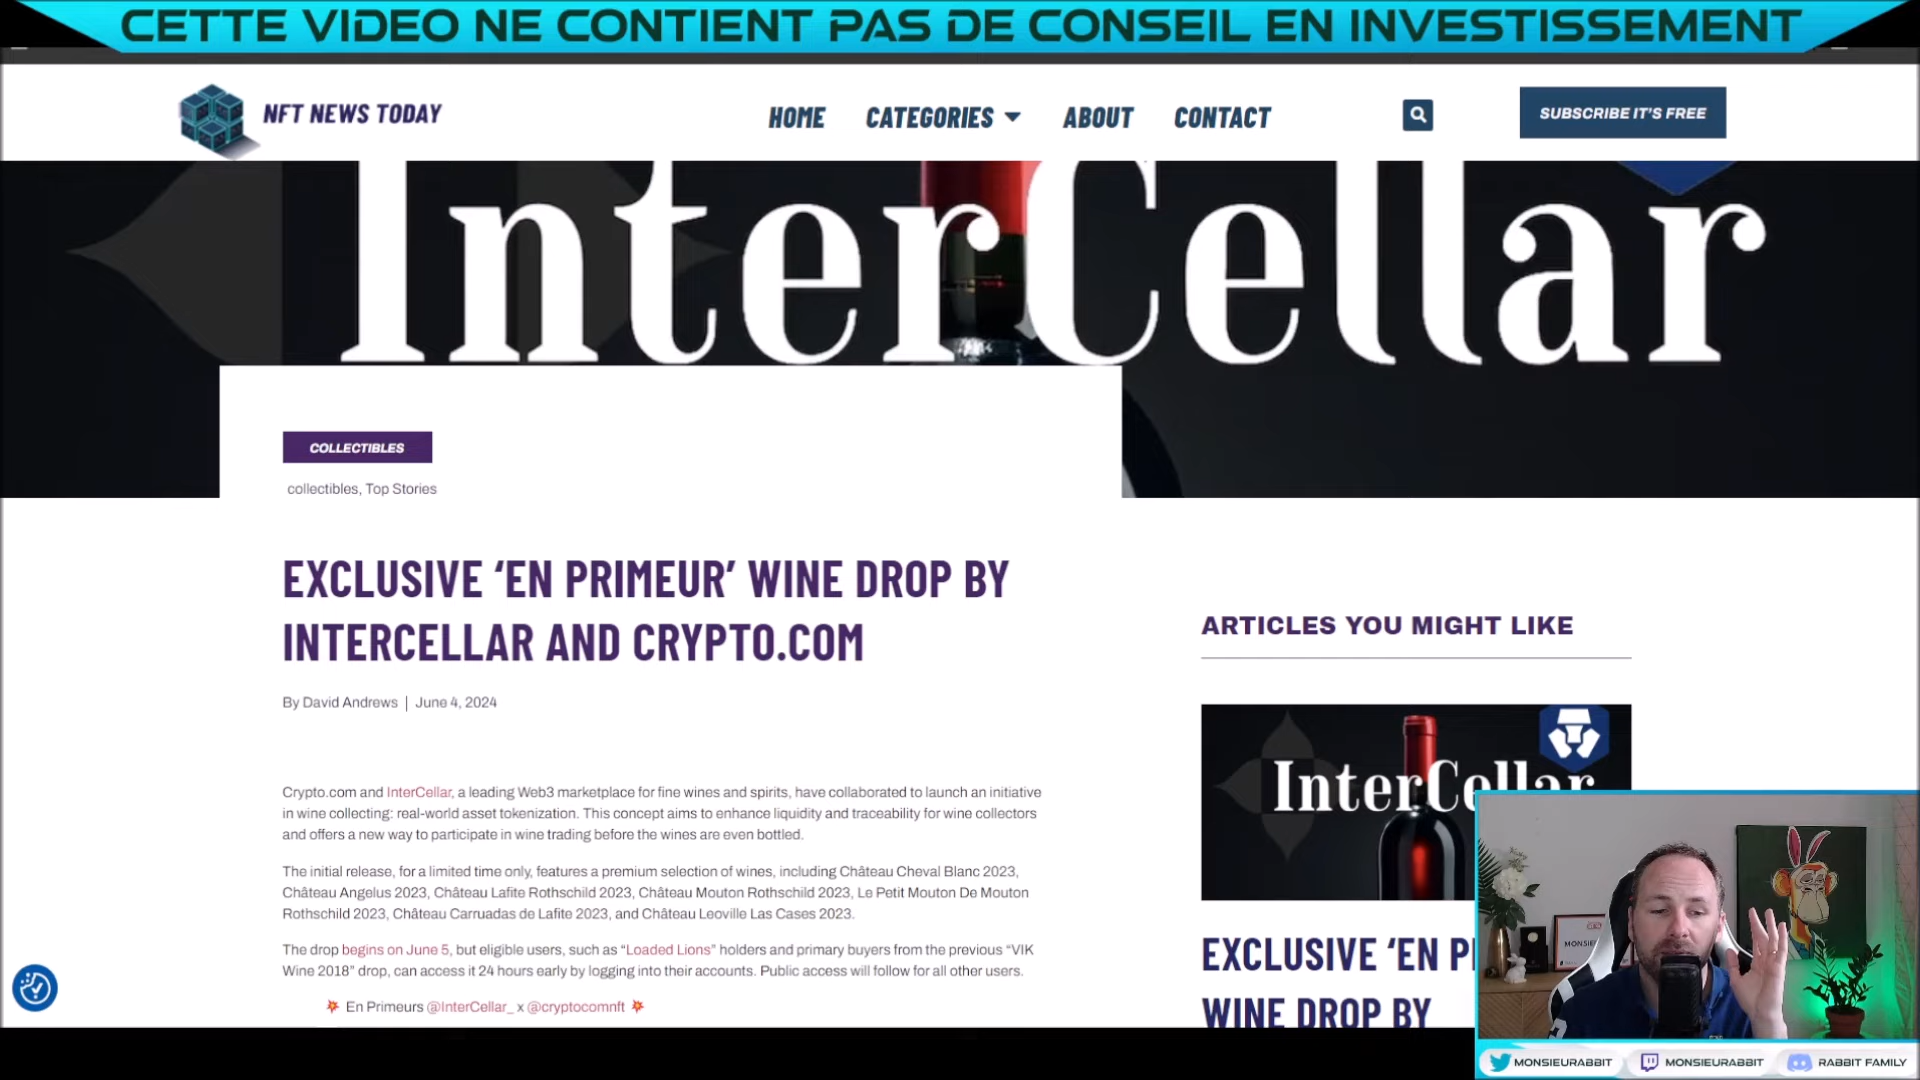 CETTE VIDEO NE CONTIENT PAS DE CONSEIL EN INVESTISSEMENT
NFT NEWS TODAY
HOME
CATEGORIES
ABOUT
CONTACT
SUBSCRIBE IT'S FREE
InterCellar
COLLECTIBLES
collectibles, Top Stories
EXCLUSIVE ‘EN PRIMEUR’ WINE DROP BY
INTERCELLAR AND CRYPTO.COM
By David Andrews | June 4, 2024
Crypto.com and InterCellar, a leading Web3 marketplace for fine wines and spirits, have collaborated to launch an initiative
in wine collecting: real-world asset tokenization. This concept aims to enhance liquidity and traceability for wine collectors
and offers a new way to participate in wine trading before the wines are even bottled.
The initial release, for a limited time only, features a premium selection of wines, including Château Cheval Blanc 2023,
Château Angelus 2023, Château Lafite Rothschild 2023, Château Mouton Rothschild 2023, Le Petit Mouton De Mouton
Rothschild 2023, Château Carruadas de Lafite 2023, and Château Leoville Las Cases 2023.
The drop begins on June 5, but eligible users, such as “Loaded Lions” holders and primary buyers from the previous “VIK
Wine 2018” drop, can access it 24 hours early by logging into their accounts. Public access will follow for all other users.
💥 En Primeurs @InterCellar_ x @cryptocomnft 💥
ARTICLES YOU MIGHT LIKE
InterCellar
EXCLUSIVE ‘EN P
WINE DROP BY
MONSIE
MONSIEURABBIT
MONSIEURABBIT
RABBIT FAMILY